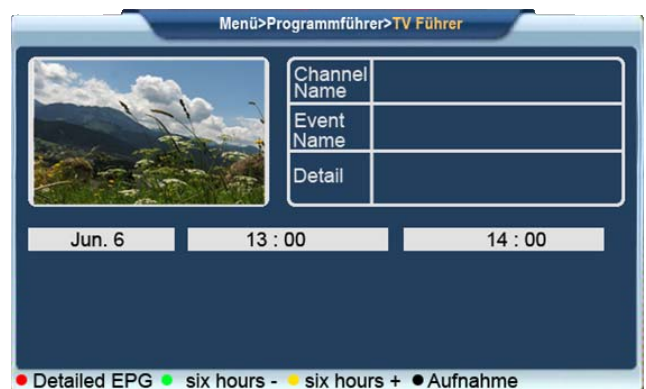 Menü>Programmführer>TV Führer
Channel Name
Event Name
Detail
Jun. 6 13 : 00 14 : 00
Detailed EPG six hours - six hours + Aufnahme